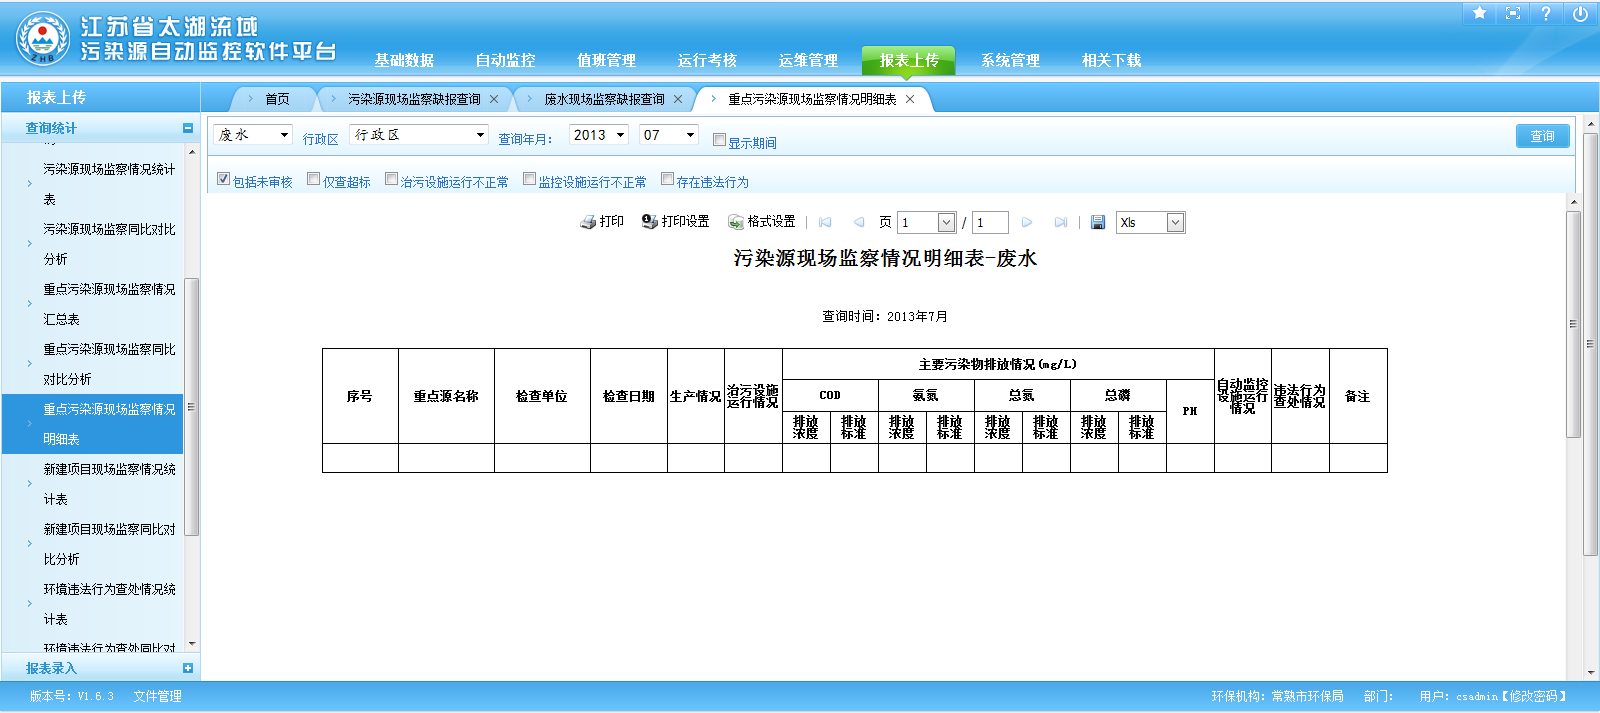 江苏省太湖流域
污染源自动监控软件平台
ZHB
基础数据 自动监控 值班管理 运行考核 运维管理 报表上传 系统管理 相关下载
报表上传
首页 污染源现场监察缺报查询 废水现场监察缺报查询 重点污染源现场监察情况明细表
查询统计
废水 行政区 行政区 查询年月: 2013 07 显示期间 查询
包括未审核 仅查超标 治污设施运行不正常 监控设施运行不正常 存在违法行为
污染源现场监察情况统计
表
污染源现场监察同比对比
分析
重点污染源现场监察情况
汇总表
重点污染源现场监察同比
对比分析
重点污染源现场监察情况
明细表
新建项目现场监察情况统
计表
新建项目现场监察同比对
比分析
环境违法行为查处情况统
计表
环境违法行为查处同比对
报表录入
打印 打印设置 格式设置 页 1 / 1 Xls
污染源现场监察情况明细表-废水
查询时间: 2013年7月
主要污染物排放情况(mg/L)
序号 重点源名称 检查单位 检查日期 生产情况
治污设施
运行情况
COD 氨氮 总氮 总磷 PH
排放
浓度
排放
标准
排放
浓度
排放
标准
排放
浓度
排放
标准
排放
浓度
排放
标准
自动监控
设施运行
情况
违法行为
查处情况
备注
版本号: V1.6.3 文件管理 环保机构: 常熟市环保局 部门: 用户: csadmin【修改密码】